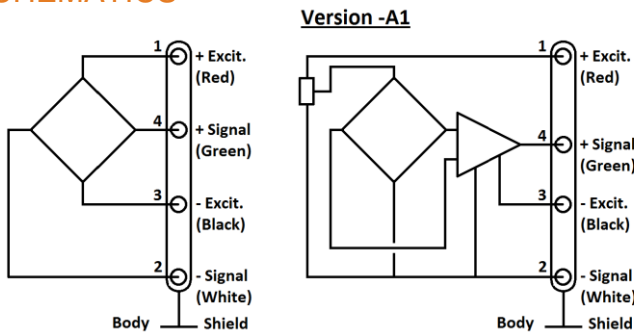 Version -A1
1
+ Excit.
(Red)
4
+ Signal
(Green)
3
- Excit.
(Black)
2
- Signal
(White)
Body
Shield
1
+ Excit.
(Red)
4
+ Signal
(Green)
3
- Excit.
(Black)
2
- Signal
(White)
Body
Shield